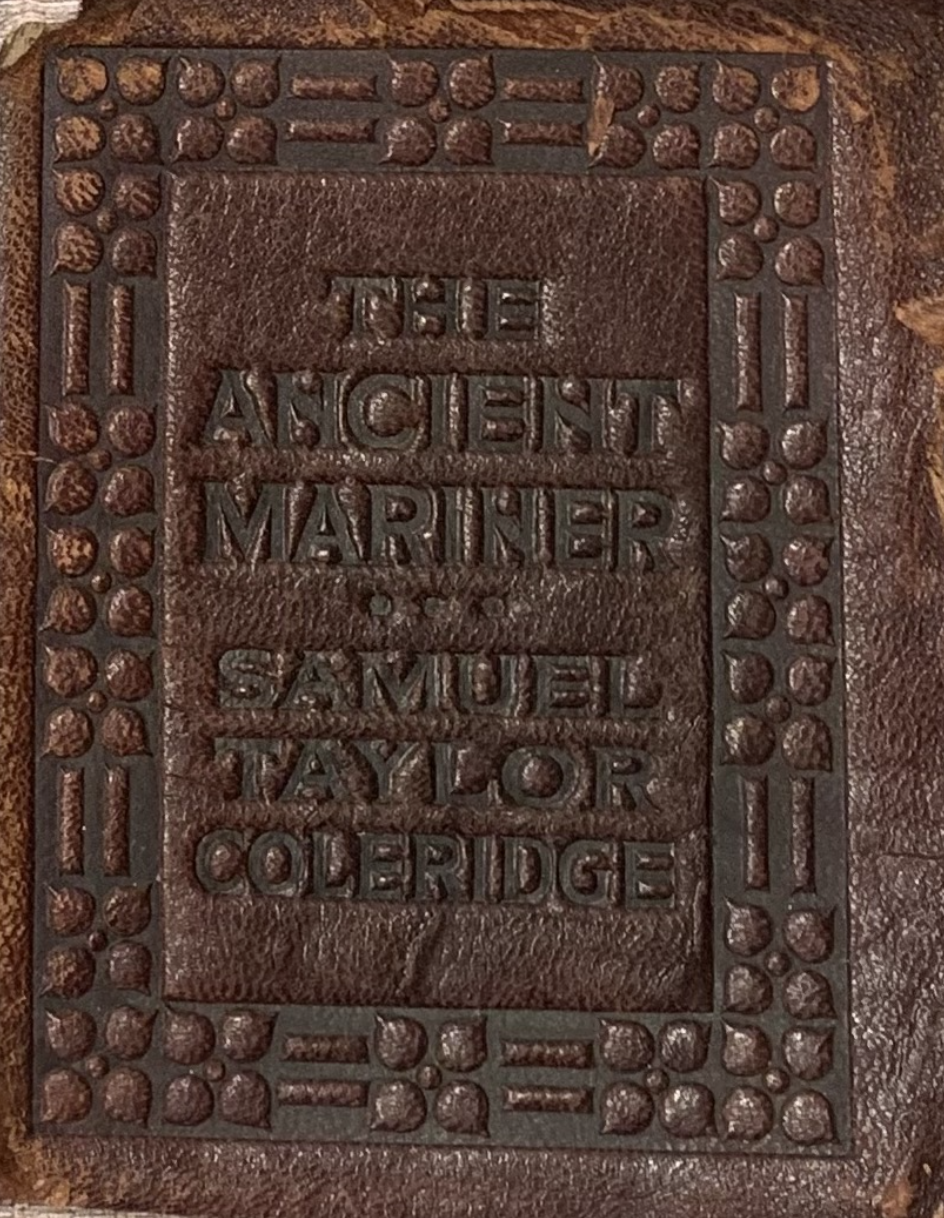 THE
ANCIENT
MARINER
• • •
SAMUEL
TAYLOR
COLERIDGE